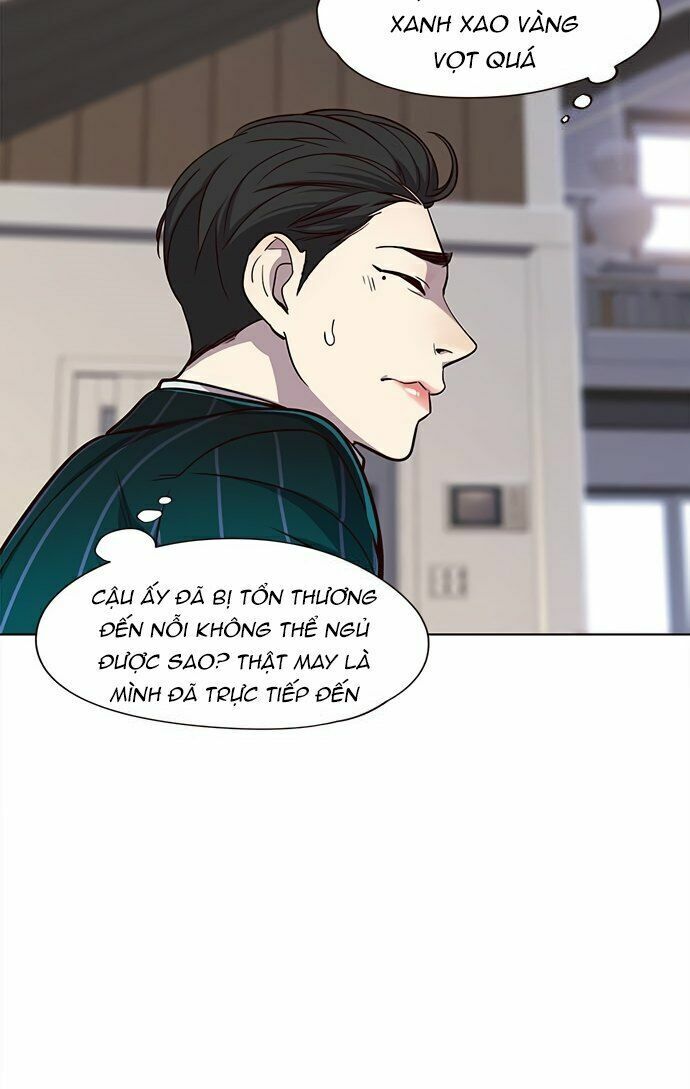 XANH XAO VÀNG
VỌT QUÁ
CẬU ẤY ĐÃ BỊ TỔN THƯƠNG
ĐẾN NỖI KHÔNG THỂ NGỦ
ĐƯỢC SAO? THẬT MAY LÀ
MÌNH ĐÃ TRỰC TIẾP ĐẾN